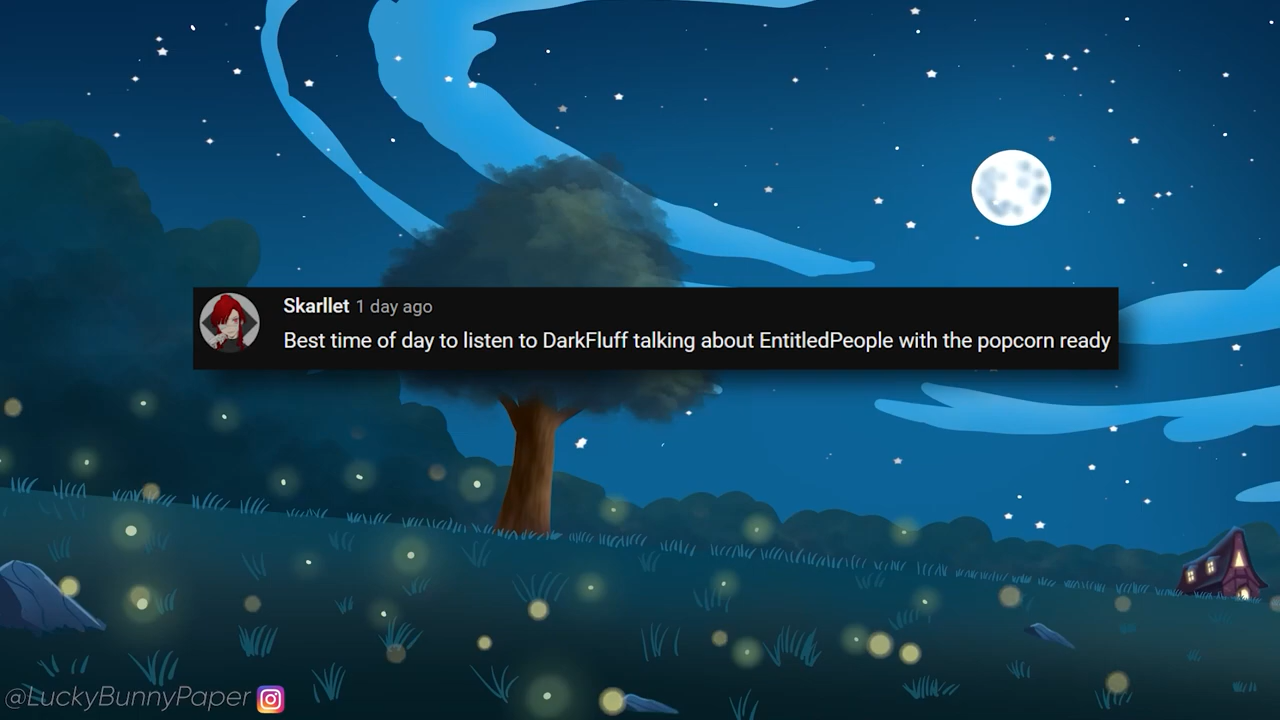 Skarllet 1 day ago
Best time of day to listen to DarkFluff talking about EntitledPeople with the popcorn ready
@LuckyBunnyPaper